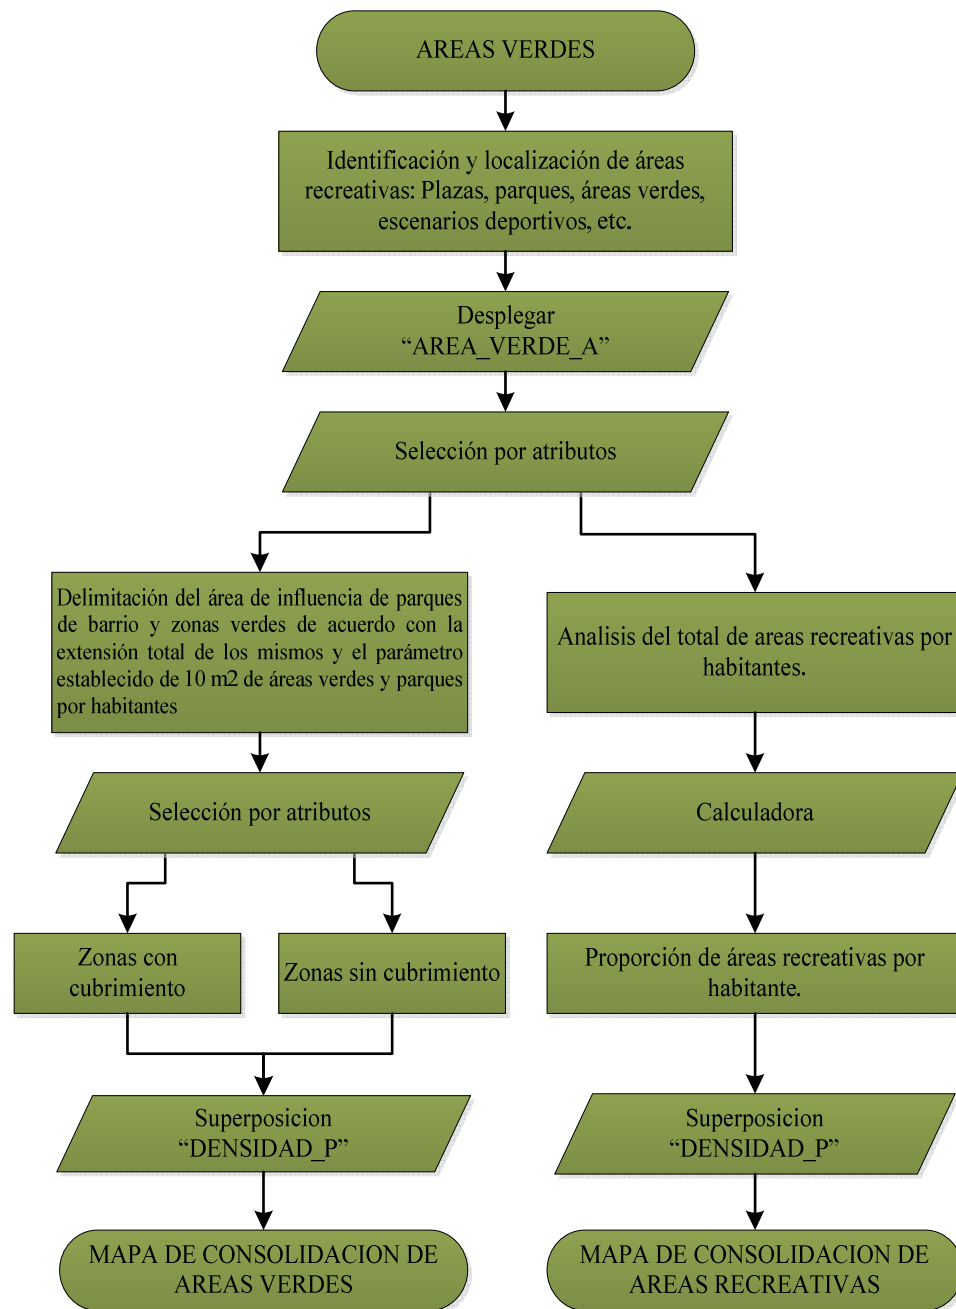 AREAS VERDES
Identificación y localización de áreas
recreativas: Plazas, parques, áreas verdes,
escenarios deportivos, etc.
Desplegar
“AREA_VERDE_A”
Selección por atributos
Delimitación del área de influencia de parques
de barrio y zonas verdes de acuerdo con la
extensión total de los mismos y el parámetro
establecido de 10 m2 de áreas verdes y parques
por habitantes
Selección por atributos
Zonas con
cubrimiento
Zonas sin cubrimiento
Superposicion
“DENSIDAD_P”
MAPA DE CONSOLIDACION DE
AREAS VERDES
Analisis del total de areas recreativas por
habitantes.
Calculadora
Proporción de áreas recreativas por
habitante.
Superposicion
“DENSIDAD_P”
MAPA DE CONSOLIDACION DE
AREAS RECREATIVAS